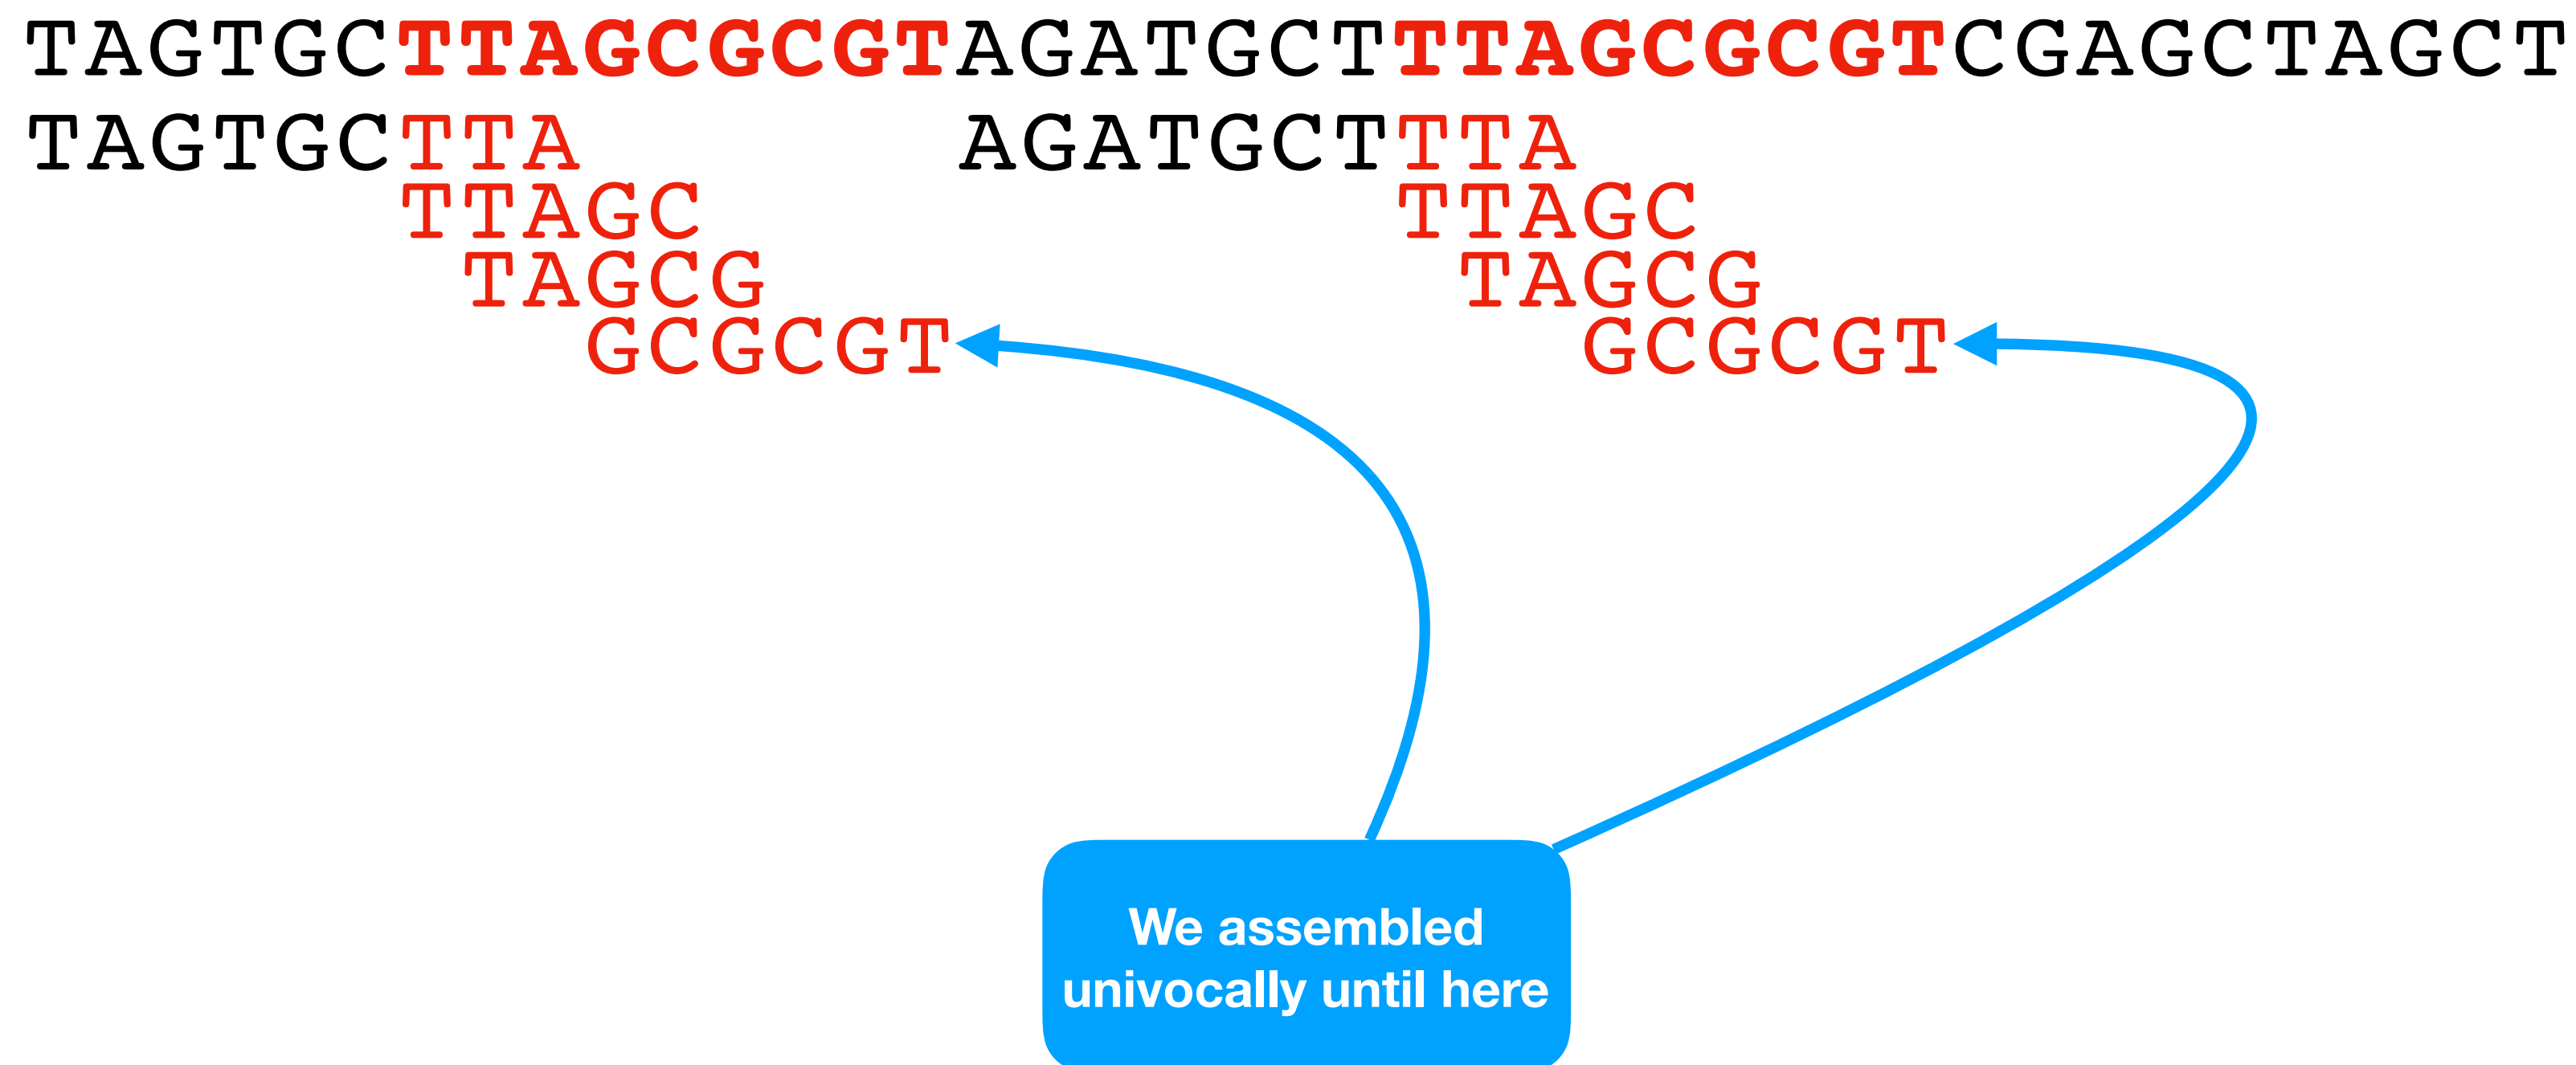 TAGTGCTTAGCGCGTAGATGCTTTAGCGCGTCGAGCTAGCT
TAGTGCTTA AGATGCTTTA
TTAGC TTAGC
TAGCG TAGCG
GCGCGT GCGCGT
We assembled
univocally until here